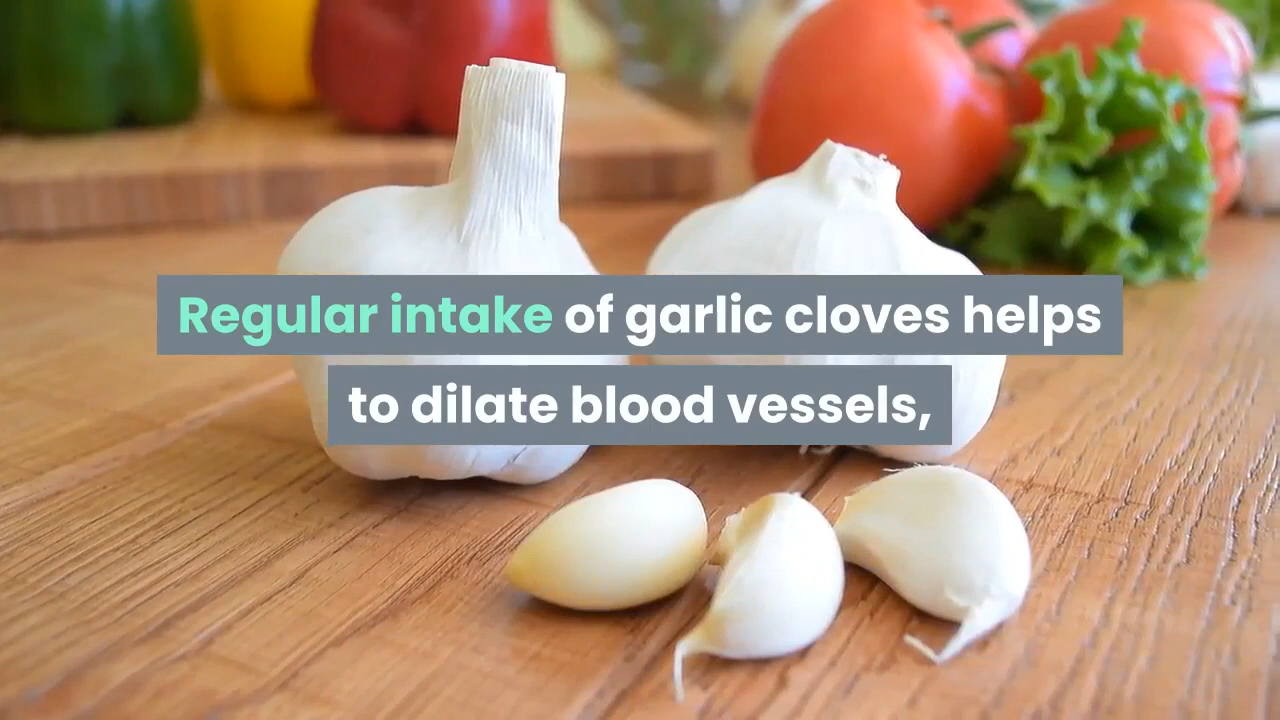 Regular intake of garlic cloves helps
to dilate blood vessels,